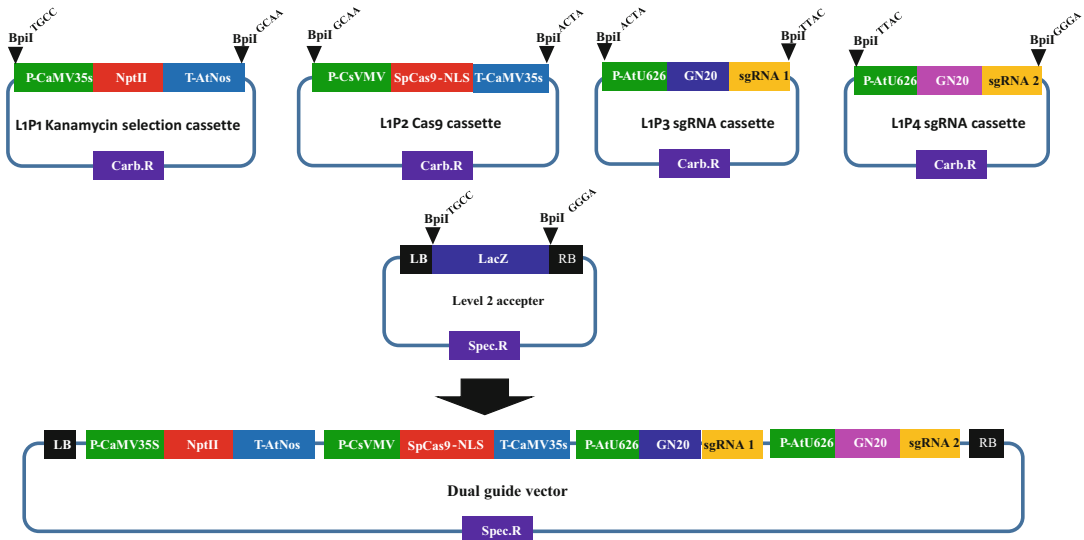 BpiI TGCC BpiI GCAA
P-CaMV35s NptII T-AtNos
L1P1 Kanamycin selection cassette
Carb.R
BpiI GCAA BpiI ACTA
P-CsVMV SpCas9-NLS T-CaMV35s
L1P2 Cas9 cassette
Carb.R
BpiI ACTA BpiI TTAC
P-AtU626 GN20 sgRNA 1
L1P3 sgRNA cassette
Carb.R
BpiI TTAC BpiI GGGA
P-AtU626 GN20 sgRNA 2
L1P4 sgRNA cassette
Carb.R
BpiI TGCC BpiI GGGA
LB LacZ RB
Level 2 accepter
Spec.R
LB P-CaMV35S NptII T-AtNos P-CsVMV SpCas9-NLS T-CaMV35s P-AtU626 GN20 sgRNA 1 P-AtU626 GN20 sgRNA 2 RB
Dual guide vector
Spec.R